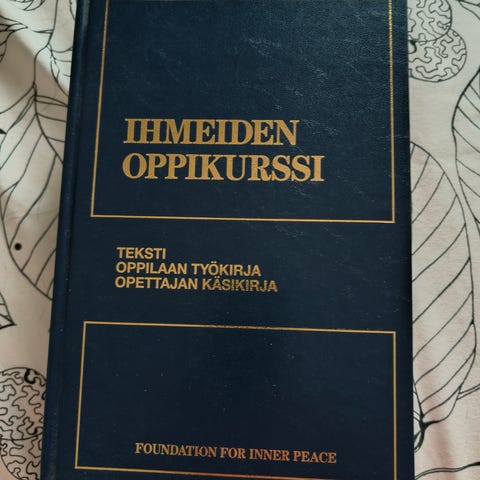 IHMEIDEN
OPPIKURSSI
TEKSTI
OPPILAAN TYÖKIRJA
OPETTAJAN KÄSIKIRJA
FOUNDATION FOR INNER PEACE